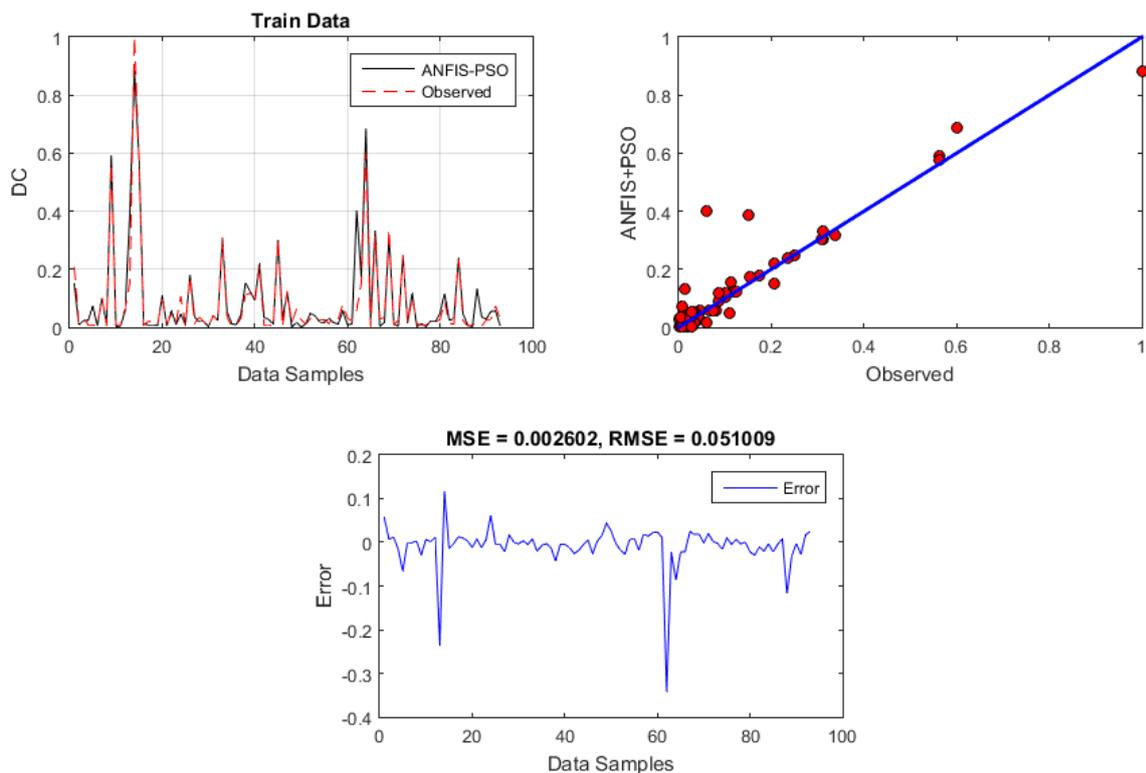 Train Data
1
0.8
0.6
0.4
0.2
0
DC
ANFIS-PSO
Observed
0 20 40 60 80 100
Data Samples
1
0.8
0.6
0.4
0.2
0
ANFIS+PSO
0 0.2 0.4 0.6 0.8 1
Observed
MSE = 0.002602, RMSE = 0.051009
0.2
0.1
0
-0.1
-0.2
-0.3
-0.4
Error
Error
0 20 40 60 80 100
Data Samples